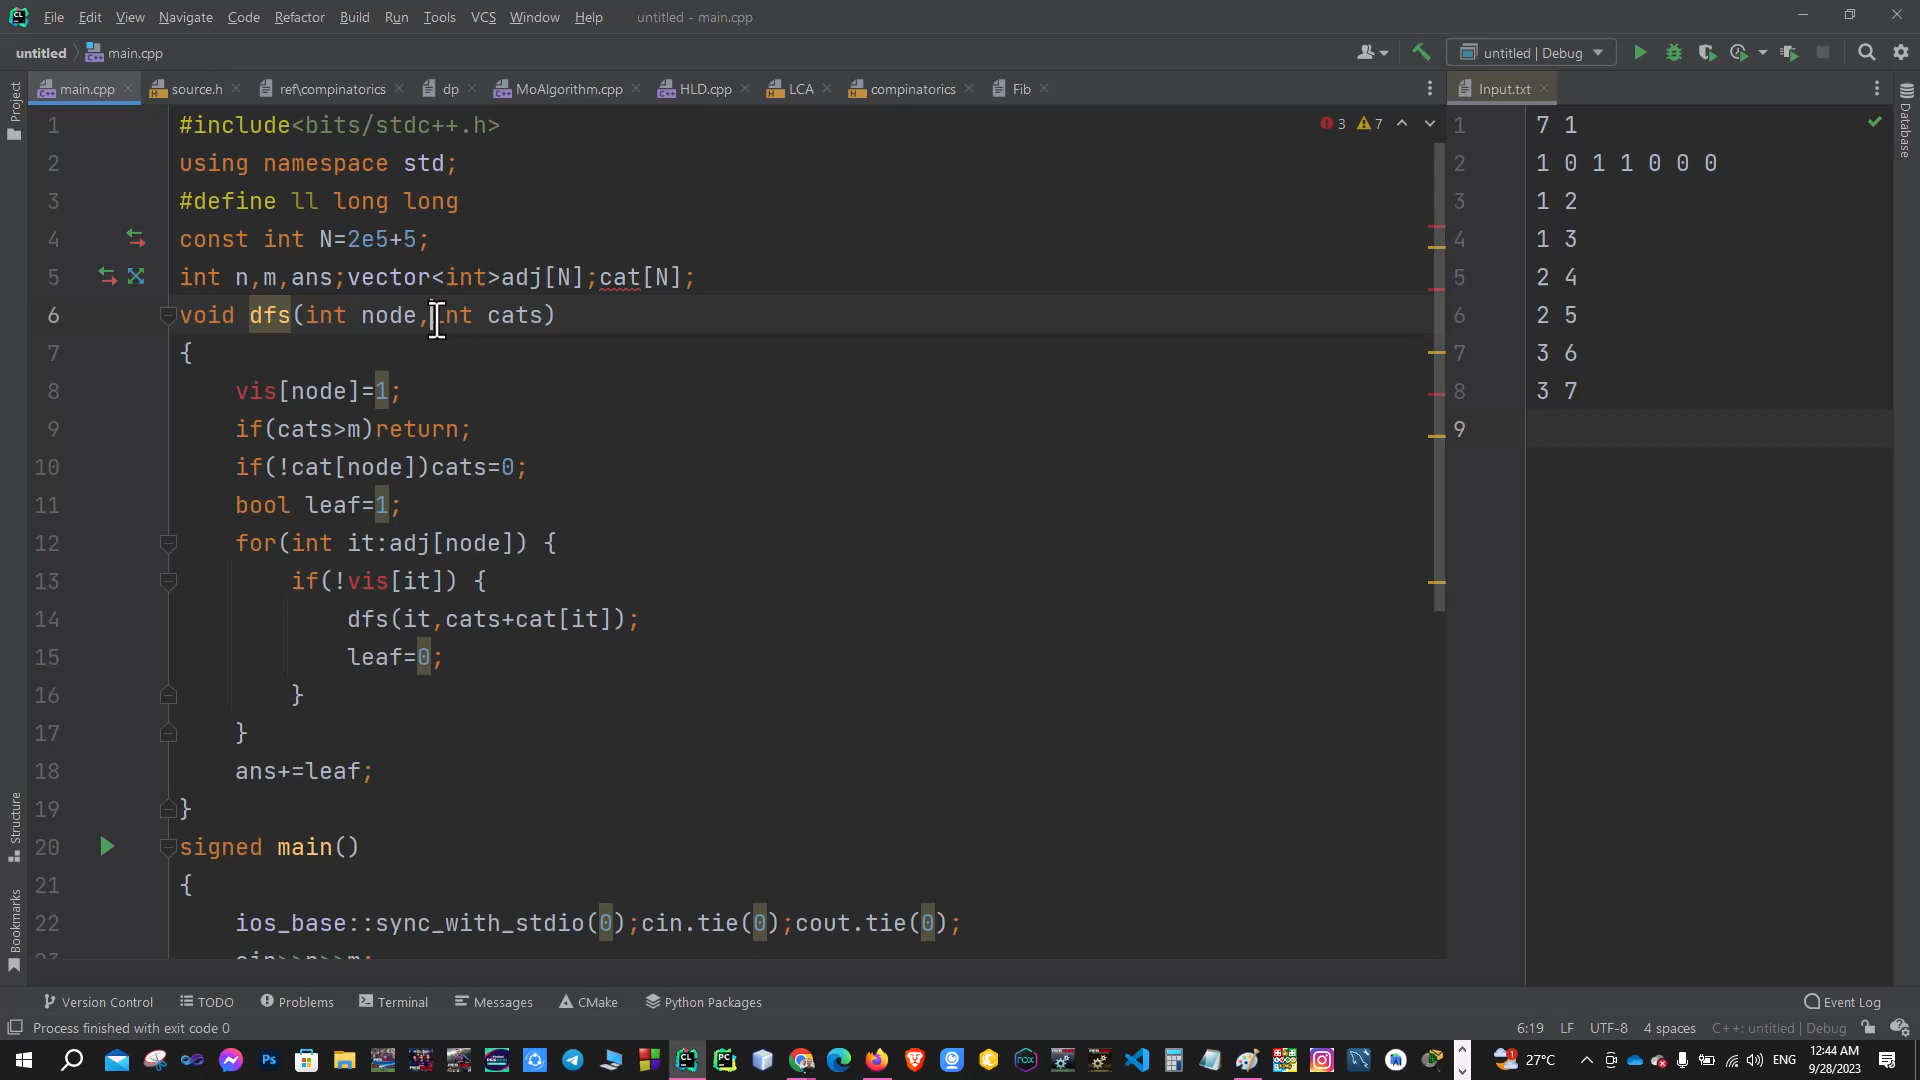 File Edit View Navigate Code Refactor Build Run Tools VCS Window Help untitled - main.cpp
untitled main.cpp untitled | Debug
main.cpp source.h ref\compinatorics dp MoAlgorithm.cpp HLD.cpp LCA compinatorics Fib Input.txt
Project
Structure
Bookmarks
Database
1 #include<bits/stdc++.h>
2 using namespace std;
3 #define ll long long
4 const int N=2e5+5;
5 int n,m,ans;vector<int>adj[N];cat[N];
6 void dfs(int node,int cats)
7 {
8 vis[node]=1;
9 if(cats>m)return;
10 if(!cat[node])cats=0;
11 bool leaf=1;
12 for(int it:adj[node]) {
13 if(!vis[it]) {
14 dfs(it,cats+cat[it]);
15 leaf=0;
16 }
17 }
18 ans+=leaf;
19 }
20 signed main()
21 {
22 ios_base::sync_with_stdio(0);cin.tie(0);cout.tie(0);
23 cin>>n>>m;
3 7
1 7 1
2 1 0 1 1 0 0 0
3 1 2
4 1 3
5 2 4
6 2 5
7 3 6
8 3 7
9
Version Control TODO Problems Terminal Messages CMake Python Packages Event Log
Process finished with exit code 0 6:19 LF UTF-8 4 spaces C++: untitled | Debug
27°C ENG 12:44 AM
9/28/2023